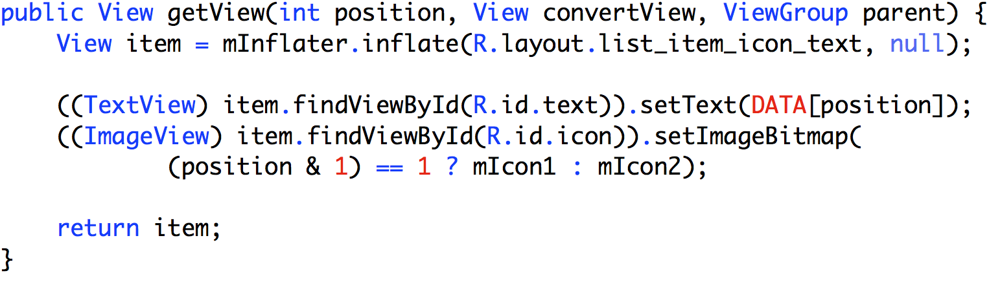 public View getView(int position, View convertView, ViewGroup parent) {
    View item = mInflater.inflate(R.layout.list_item_icon_text, null);

    ((TextView) item.findViewById(R.id.text)).setText(DATA[position]);
    ((ImageView) item.findViewById(R.id.icon)).setImageBitmap(
            (position & 1) == 1 ? mIcon1 : mIcon2);

    return item;
}